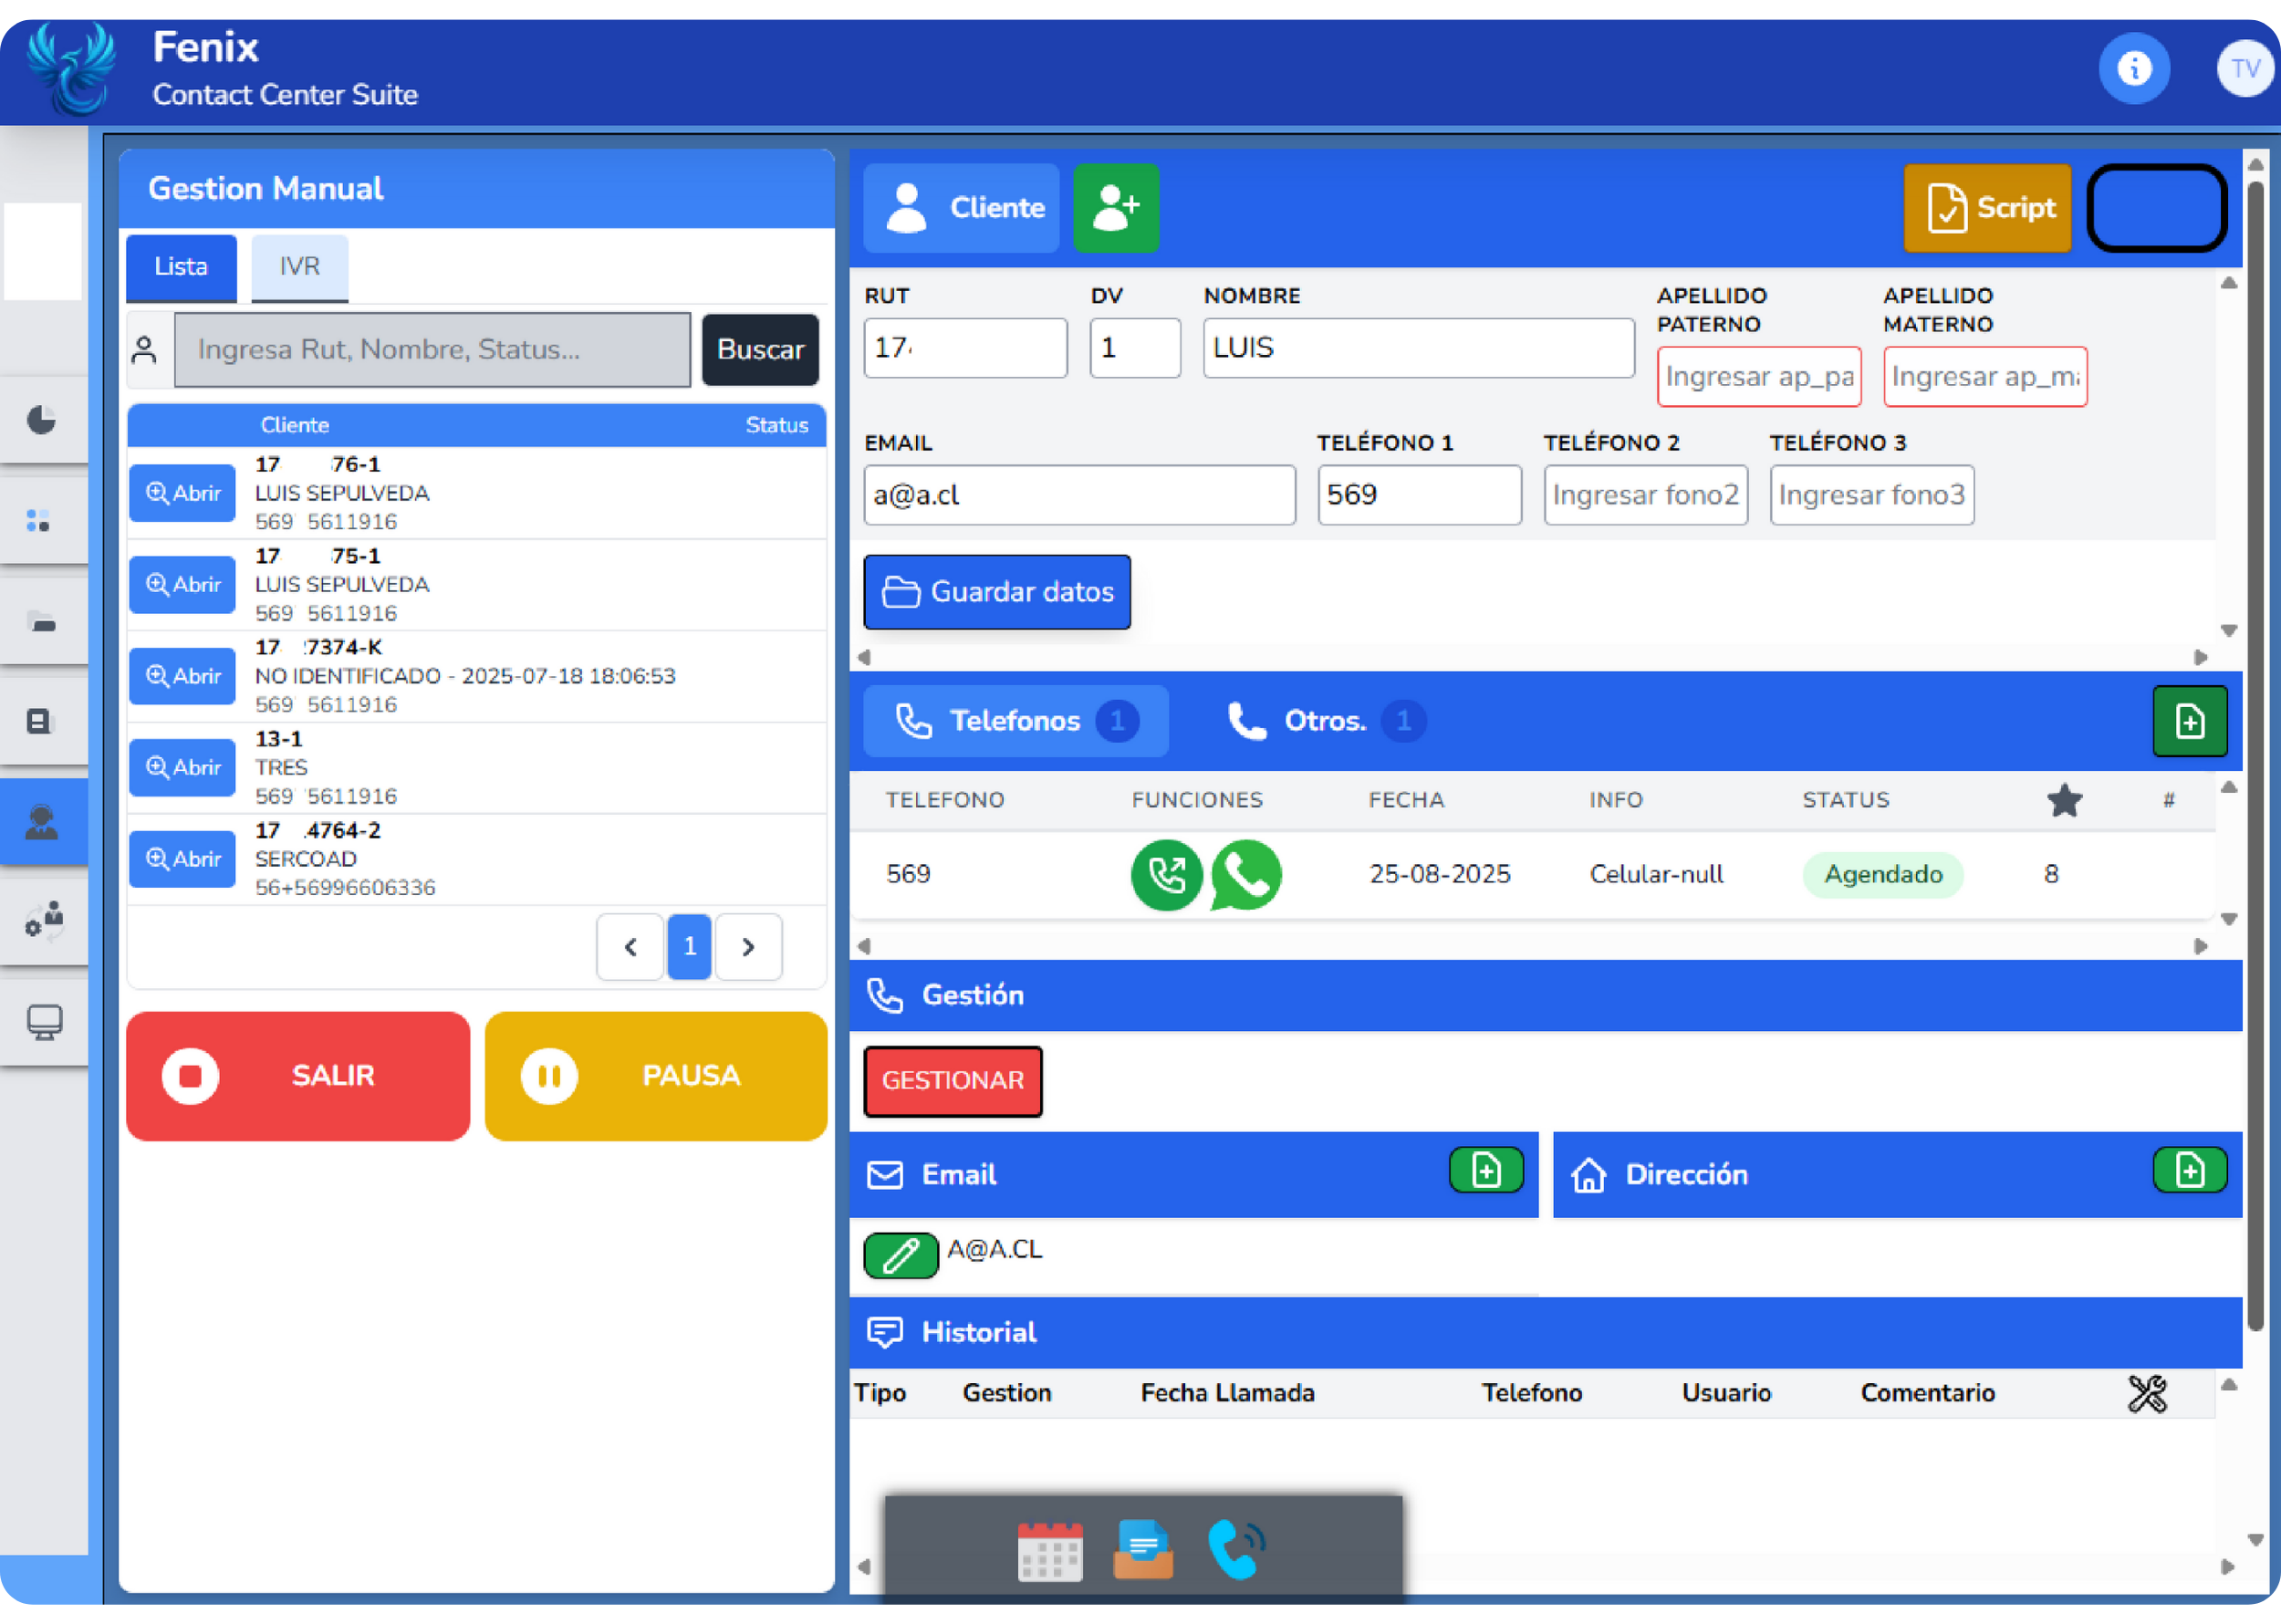 Fenix
Contact Center Suite
TV
Gestion Manual
Lista IVR
Ingresa Rut, Nombre, Status... Buscar
Cliente Status
Abrir
17 76-1
LUIS SEPULVEDA
569 5611916
Abrir
17 75-1
LUIS SEPULVEDA
569 5611916
Abrir
17 7374-K
NO IDENTIFICADO - 2025-07-18 18:06:53
569 5611916
Abrir
13-1
TRES
569 5611916
Abrir
17 4764-2
SERCOAD
56+56996606336
1
SALIR PAUSA
Cliente Script
RUT DV NOMBRE APELLIDO PATERNO APELLIDO MATERNO
17 1 LUIS Ingresar ap_pa Ingresar ap_m
EMAIL TELÉFONO 1 TELÉFONO 2 TELÉFONO 3
a@a.cl 569 Ingresar fono2 Ingresar fono3
Guardar datos
Telefonos 1 Otros. 1
TELEFONO FUNCIONES FECHA INFO STATUS #
569 25-08-2025 Celular-null Agendado 8
Gestión
GESTIONAR
Email Dirección
A@A.CL
Historial
Tipo Gestion Fecha Llamada Telefono Usuario Comentario